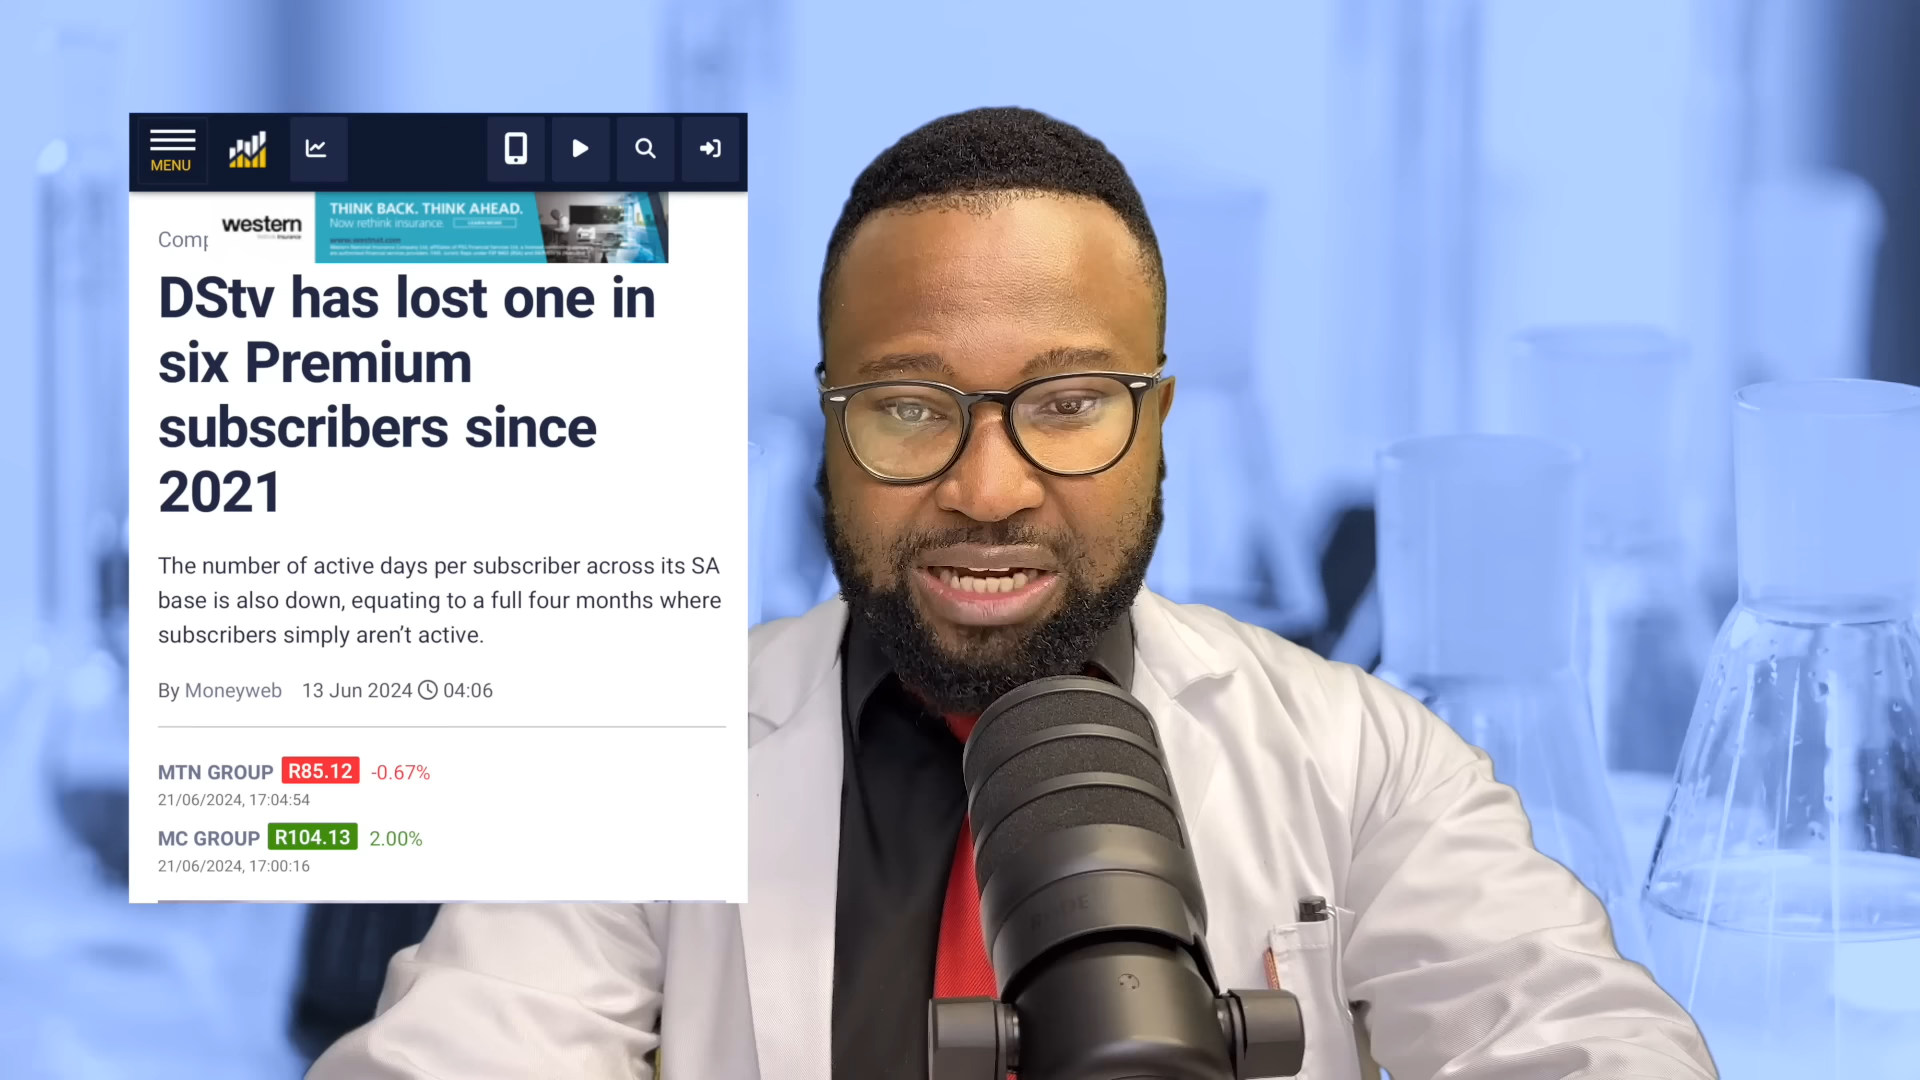 MENU
western
THINK BACK. THINK AHEAD.
Now rethink insurance.
Comp
DStv has lost one in
six Premium
subscribers since
2021
The number of active days per subscriber across its SA
base is also down, equating to a full four months where
subscribers simply aren’t active.
By Moneyweb 13 Jun 2024 04:06
MTN GROUP R85.12 -0.67%
21/06/2024, 17:04:54
MC GROUP R104.13 2.00%
21/06/2024, 17:00:16
RODE